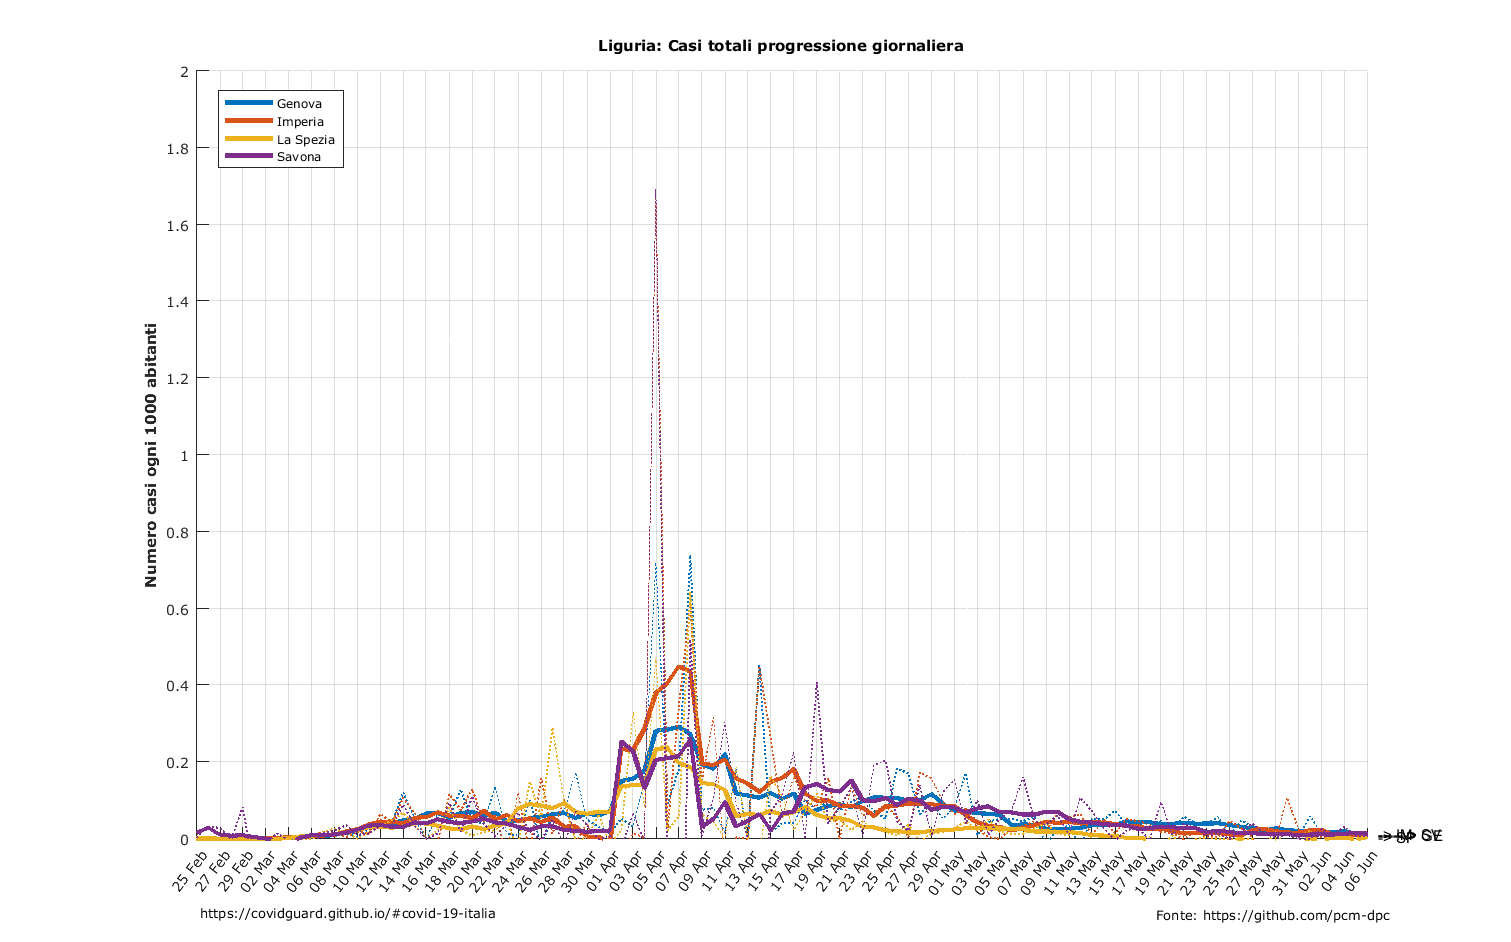 Liguria: Casi totali progressione giornaliera
2
1.8
1.6
1.4
1.2
1
0.8
0.6
0.4
0.2
0
Genova
Imperia
La Spezia
Savona
Numero casi ogni 1000 abitanti
25 Feb
27 Feb
29 Feb
02 Mar
04 Mar
06 Mar
08 Mar
10 Mar
12 Mar
14 Mar
16 Mar
18 Mar
20 Mar
22 Mar
24 Mar
26 Mar
28 Mar
30 Mar
01 Apr
03 Apr
05 Apr
07 Apr
09 Apr
11 Apr
13 Apr
15 Apr
17 Apr
19 Apr
21 Apr
23 Apr
25 Apr
27 Apr
29 Apr
01 May
03 May
05 May
07 May
09 May
11 May
13 May
15 May
17 May
19 May
21 May
23 May
25 May
27 May
29 May
31 May
02 Jun
04 Jun
06 Jun
https://covidguard.github.io/#covid-19-italia
Fonte: https://github.com/pcm-dpc